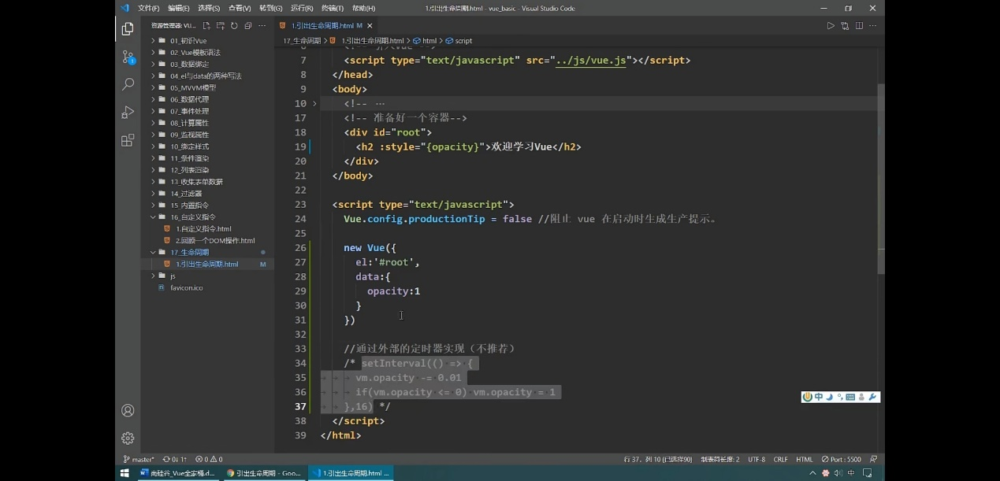 文件(F) 编辑(E) 选择(S) 查看(V) 转到(G) 运行(R) 终端(T) 帮助(H) 1.引出生命周期.html - vue_basic - Visual Studio Code
资源管理器: VU...
1.引出生命周期.html M
17_生命周期 > 1.引出生命周期.html > html > script
01_初识Vue
02_Vue模板语法
03_数据绑定
04_el与data的两种写法
05_MVVM模型
06_数据代理
07_事件处理
08_计算属性
09_监视属性
10_绑定样式
11_条件渲染
12_列表渲染
13_收集表单数据
14_过滤器
15_内置指令
16_自定义指令
1.自定义指令.html
2.回顾一个DOM操作.html
17_生命周期
1.引出生命周期.html M
js
favicon.ico
7 <script type="text/javascript" src="../js/vue.js"></script>
8 </head>
9 <body>
10 <!-- ...
17 <!-- 准备好一个容器-->
18 <div id="root">
19 <h2 :style="{opacity}">欢迎学习Vue</h2>
20 </div>
21 </body>
22
23 <script type="text/javascript">
24 Vue.config.productionTip = false //阻止 vue 在启动时生成生产提示。
25
26 new Vue({
27 el:'#root',
28 data:{
29 opacity:1
30 }
31 })
32
33 //通过外部的定时器实现（不推荐）
34 /* setInterval(() => {
35 vm.opacity -= 0.01
36 if(vm.opacity <= 0) vm.opacity = 1
37 },16) */
38 </script>
39 </html>
中
master* 0↓ 1↑ 0 0 行 37，列 10 (已选择90) 制表符长度: 2 UTF-8 CRLF HTML Port : 5500
尚硅谷_Vue全家桶.d... 引出生命周期 - Goo... 1.引出生命周期.html ... 中